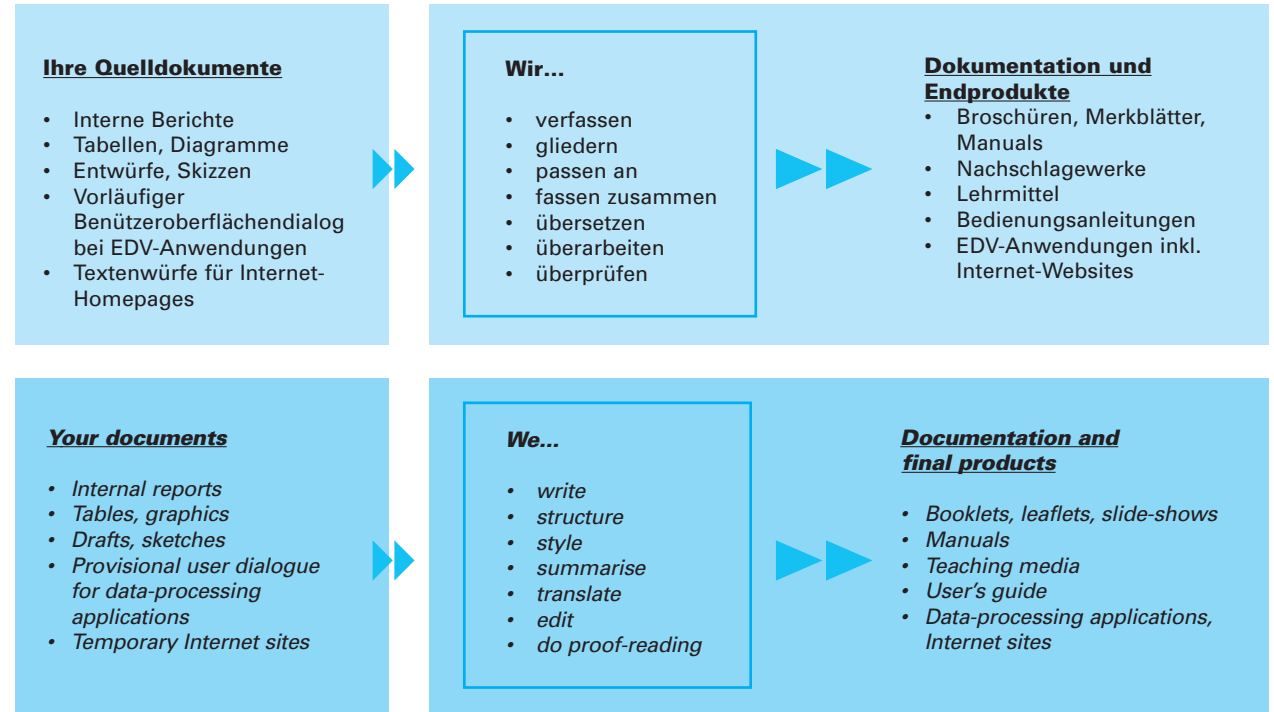 Ihre Quelldokumente
• Interne Berichte
• Tabellen, Diagramme
• Entwürfe, Skizzen
• Vorläufiger
Benützeroberflächendialog
bei EDV-Anwendungen
• Textenwürfe für Internet-
Homepages
Wir...
• verfassen
• gliedern
• passen an
• fassen zusammen
• übersetzen
• überarbeiten
• überprüfen
Dokumentation und
Endprodukte
• Broschüren, Merkblätter,
Manuals
• Nachschlagewerke
• Lehrmittel
• Bedienungsanleitungen
• EDV-Anwendungen inkl.
Internet-Websites
Your documents
• Internal reports
• Tables, graphics
• Drafts, sketches
• Provisional user dialogue
for data-processing
applications
• Temporary Internet sites
We...
• write
• structure
• style
• summarise
• translate
• edit
• do proof-reading
Documentation and
final products
• Booklets, leaflets, slide-shows
• Manuals
• Teaching media
• User's guide
• Data-processing applications,
Internet sites